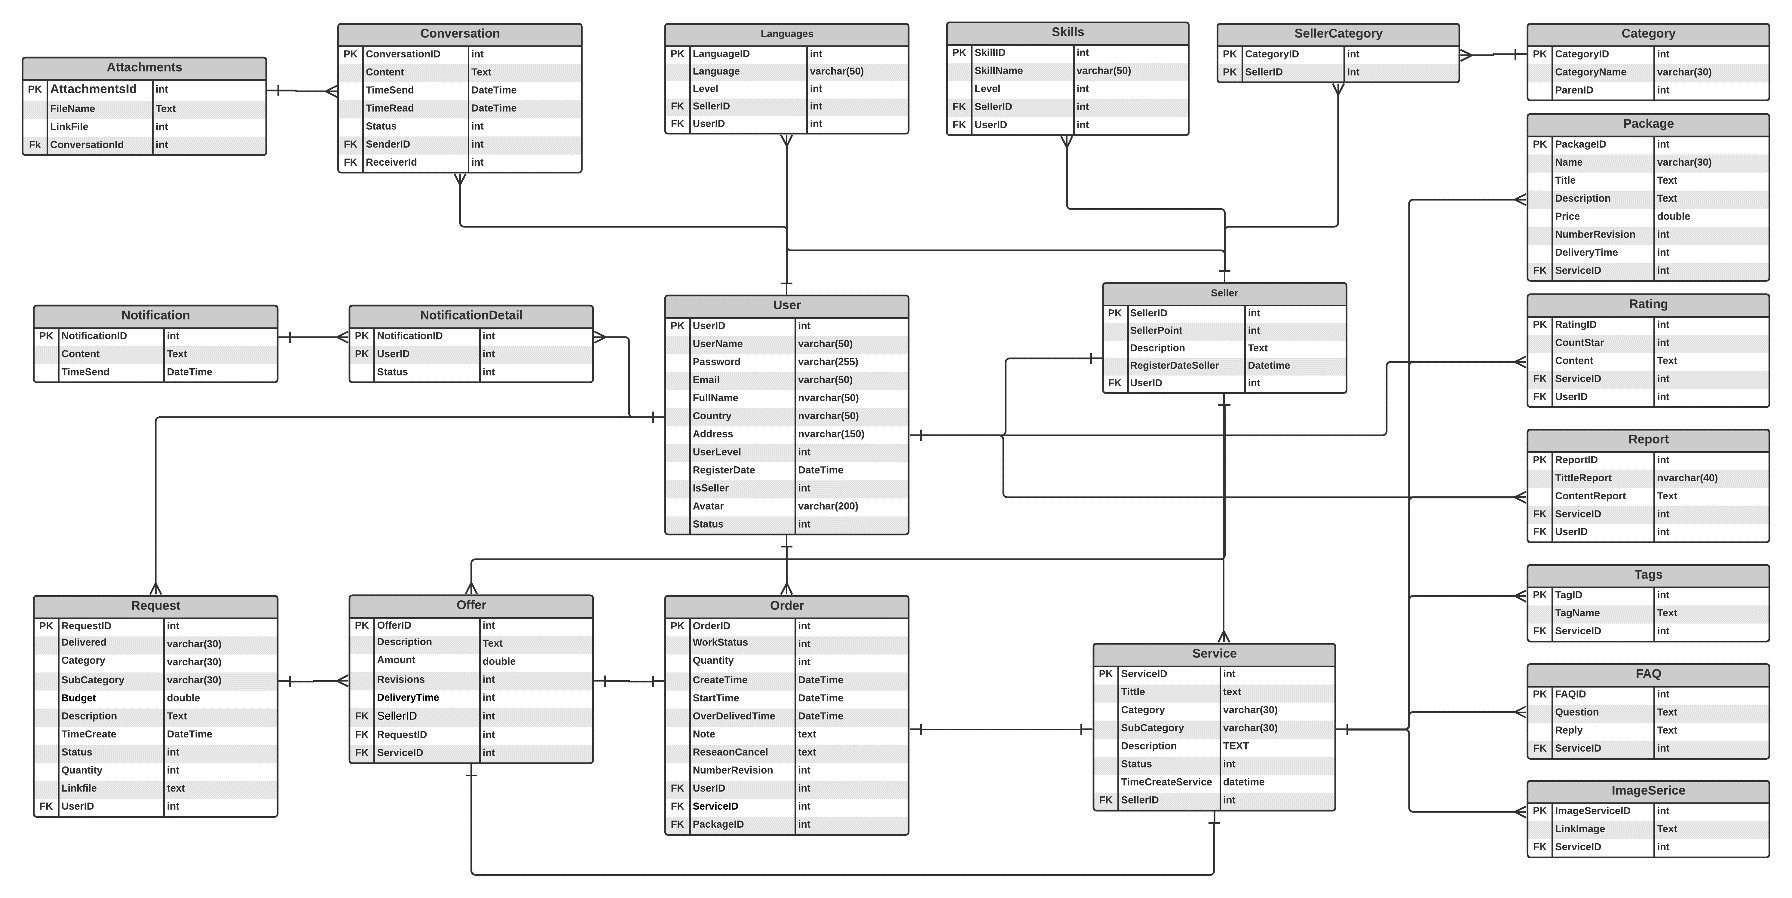 Attachments
PK AttachmentsId int
FileName Text
LinkFile int
Fk ConversationId int
Conversation
PK ConversationID int
Content Text
TimeSend DateTime
TimeRead DateTime
Status int
FK SenderID int
FK ReceiverId int
Languages
PK LanguageID int
Language varchar(50)
Level int
FK SellerID int
FK UserID int
Skills
PK SkillID int
SkillName varchar(50)
Level int
FK SellerID int
FK UserID int
SellerCategory
PK CategoryID int
PK SellerID Int
Category
PK CategoryID int
CategoryName varchar(30)
ParenID int
Package
PK PackageID int
Name varchar(30)
Title Text
Description Text
Price double
NumberRevision int
DeliveryTime int
FK ServiceID int
Notification
PK NotificationID int
Content Text
TimeSend DateTime
NotificationDetail
PK NotificationID int
PK UserID int
Status int
User
PK UserID int
UserName varchar(50)
Password varchar(255)
Email varchar(50)
FullName nvarchar(50)
Country nvarchar(50)
Address nvarchar(150)
UserLevel int
RegisterDate DateTime
IsSeller int
Avatar varchar(200)
Status int
Seller
PK SellerID int
SellerPoint int
Description Text
RegisterDateSeller Datetime
FK UserID int
Rating
PK RatingID int
CountStar int
Content Text
FK ServiceID int
FK UserID int
Report
PK ReportID int
TittleReport nvarchar(40)
ContentReport Text
FK ServiceID int
FK UserID int
Request
PK RequestID int
Delivered varchar(30)
Category varchar(30)
SubCategory varchar(30)
Budget double
Description Text
TimeCreate DateTime
Status int
Quantity int
Linkfile text
FK UserID int
Offer
PK OfferID int
Description Text
Amount double
Revisions int
DeliveryTime int
FK SellerID int
FK RequestID int
FK ServiceID int
Order
PK OrderID int
WorkStatus int
Quantity int
CreateTime DateTime
StartTime DateTime
OverDelivedTime DateTime
Note text
ReseaonCancel text
NumberRevision int
FK UserID int
FK ServiceID int
FK PackageID int
Service
PK ServiceID int
Tittle text
Category varchar(30)
SubCategory varchar(30)
Description TEXT
Status int
TimeCreateService datetime
FK SellerID int
Tags
PK TagID int
TagName Text
FK ServiceID int
FAQ
PK FAQID int
Question Text
Reply Text
FK ServiceID int
ImageSerice
PK ImageServiceID int
LinkImage Text
FK ServiceID int